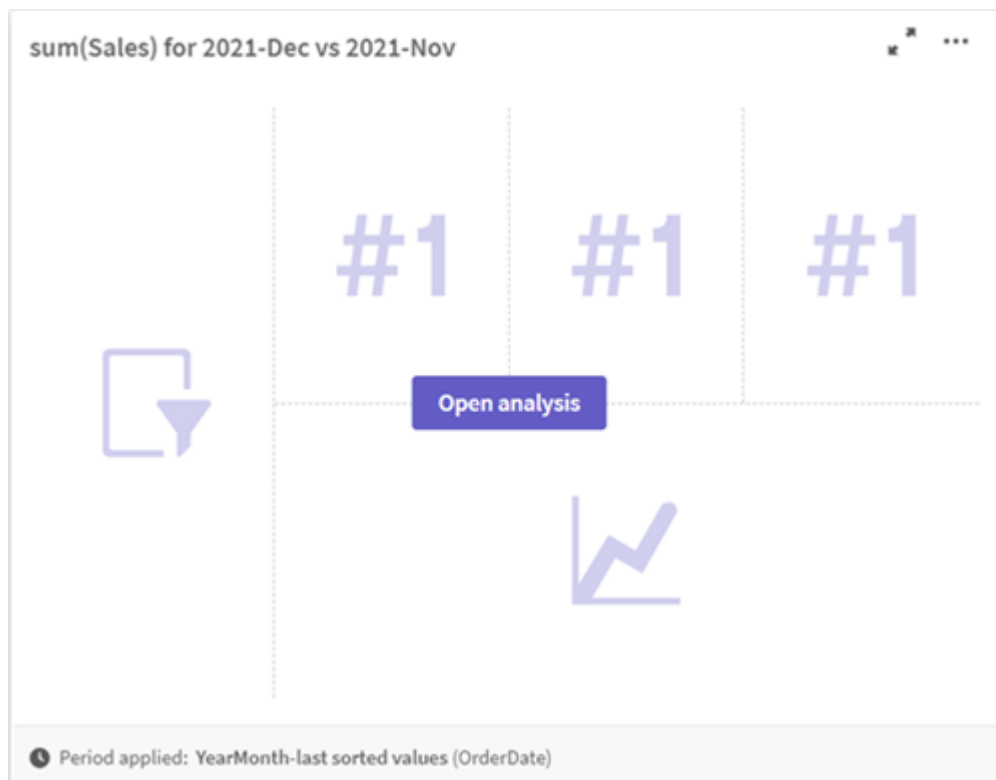 sum(Sales) for 2021-Dec vs 2021-Nov
#1 #1 #1
Open analysis
Period applied: YearMonth-last sorted values (OrderDate)